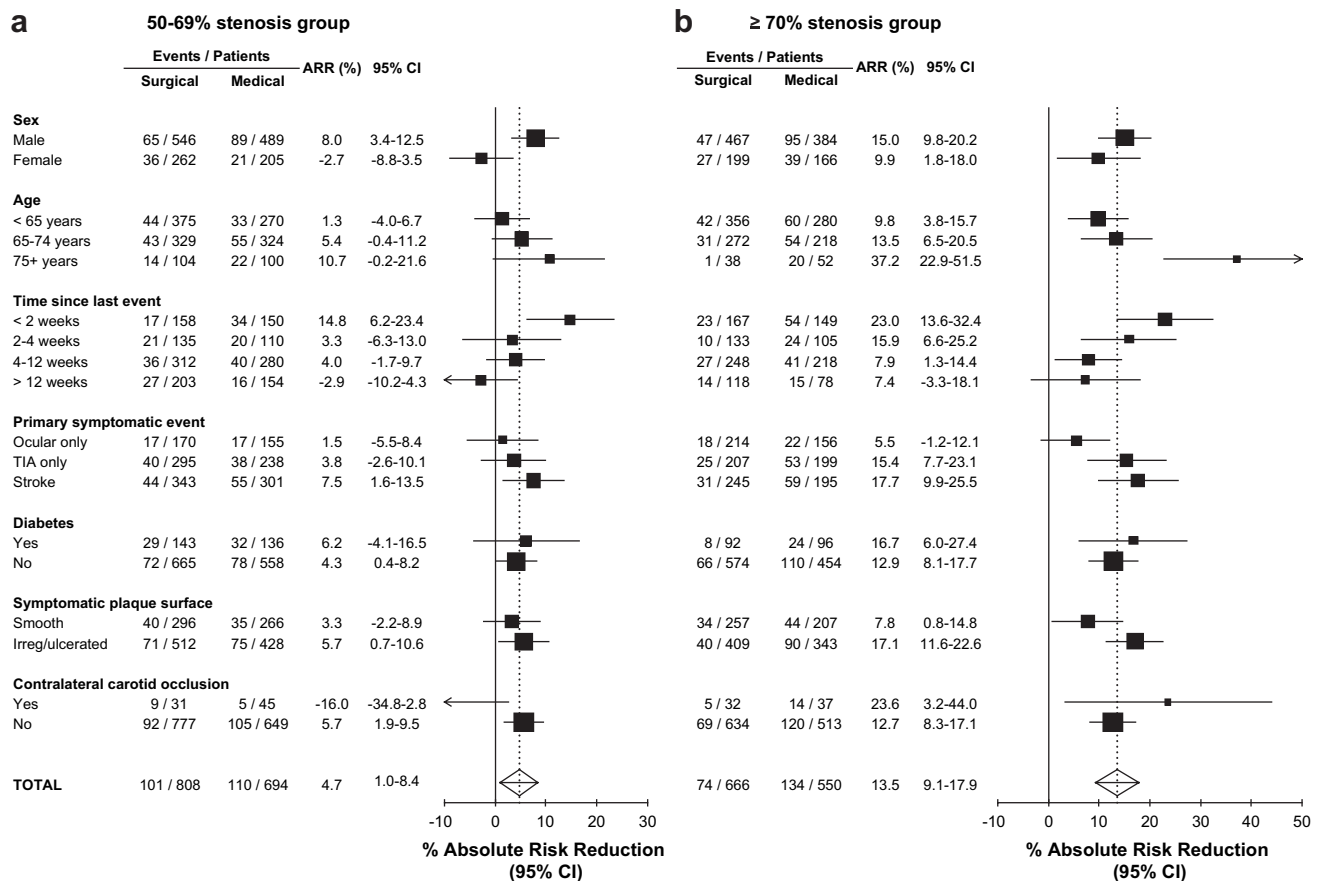 a 50-69% stenosis group
Events / Patients ARR (%) 95% CI
Surgical Medical
Sex
Male 65 / 546 89 / 489 8.0 3.4-12.5
Female 36 / 262 21 / 205 -2.7 -8.8-3.5
Age
< 65 years 44 / 375 33 / 270 1.3 -4.0-6.7
65-74 years 43 / 329 55 / 324 5.4 -0.4-11.2
75+ years 14 / 104 22 / 100 10.7 -0.2-21.6
Time since last event
< 2 weeks 17 / 158 34 / 150 14.8 6.2-23.4
2-4 weeks 21 / 135 20 / 110 3.3 -6.3-13.0
4-12 weeks 36 / 312 40 / 280 4.0 -1.7-9.7
> 12 weeks 27 / 203 16 / 154 -2.9 -10.2-4.3
Primary symptomatic event
Ocular only 17 / 170 17 / 155 1.5 -5.5-8.4
TIA only 40 / 295 38 / 238 3.8 -2.6-10.1
Stroke 44 / 343 55 / 301 7.5 1.6-13.5
Diabetes
Yes 29 / 143 32 / 136 6.2 -4.1-16.5
No 72 / 665 78 / 558 4.3 0.4-8.2
Symptomatic plaque surface
Smooth 40 / 296 35 / 266 3.3 -2.2-8.9
Irreg/ulcerated 71 / 512 75 / 428 5.7 0.7-10.6
Contralateral carotid occlusion
Yes 9 / 31 5 / 45 -16.0 -34.8-2.8
No 92 / 777 105 / 649 5.7 1.9-9.5
TOTAL 101 / 808 110 / 694 4.7 1.0-8.4
-10 0 10 20 30
% Absolute Risk Reduction
(95% CI)
b ≥ 70% stenosis group
Events / Patients ARR (%) 95% CI
Surgical Medical
47 / 467 95 / 384 15.0 9.8-20.2
27 / 199 39 / 166 9.9 1.8-18.0
42 / 356 60 / 280 9.8 3.8-15.7
31 / 272 54 / 218 13.5 6.5-20.5
1 / 38 20 / 52 37.2 22.9-51.5
23 / 167 54 / 149 23.0 13.6-32.4
10 / 133 24 / 105 15.9 6.6-25.2
27 / 248 41 / 218 7.9 1.3-14.4
14 / 118 15 / 78 7.4 -3.3-18.1
18 / 214 22 / 156 5.5 -1.2-12.1
25 / 207 53 / 199 15.4 7.7-23.1
31 / 245 59 / 195 17.7 9.9-25.5
8 / 92 24 / 96 16.7 6.0-27.4
66 / 574 110 / 454 12.9 8.1-17.7
34 / 257 44 / 207 7.8 0.8-14.8
40 / 409 90 / 343 17.1 11.6-22.6
5 / 32 14 / 37 23.6 3.2-44.0
69 / 634 120 / 513 12.7 8.3-17.1
74 / 666 134 / 550 13.5 9.1-17.9
-10 0 10 20 30 40 50
% Absolute Risk Reduction
(95% CI)